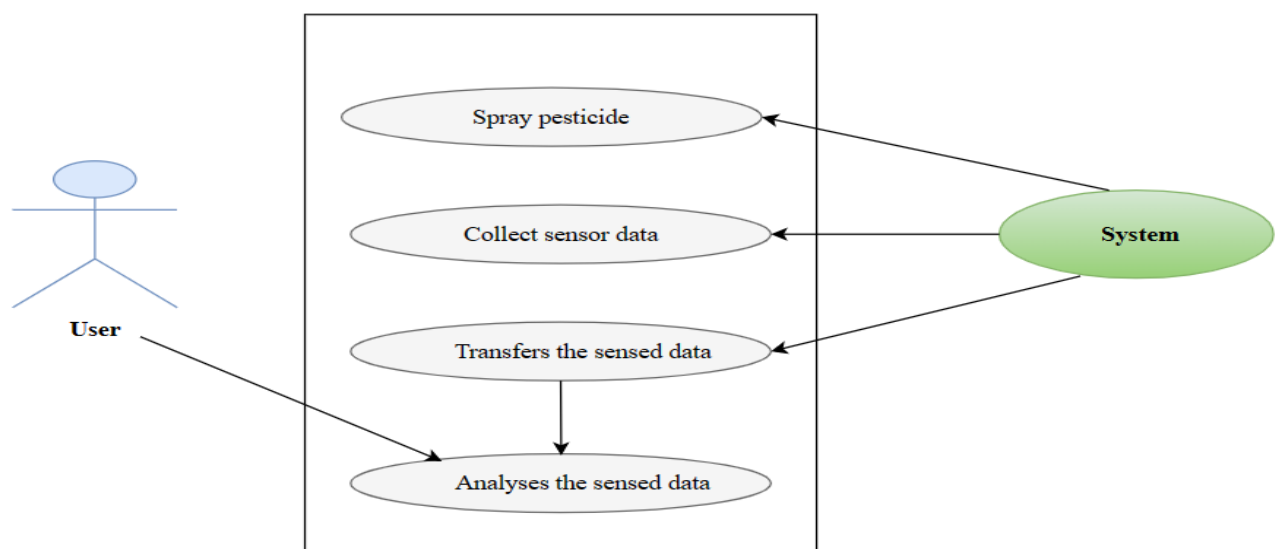 Spray pesticide
Collect sensor data
System
User
Transfers the sensed data
Analyses the sensed data